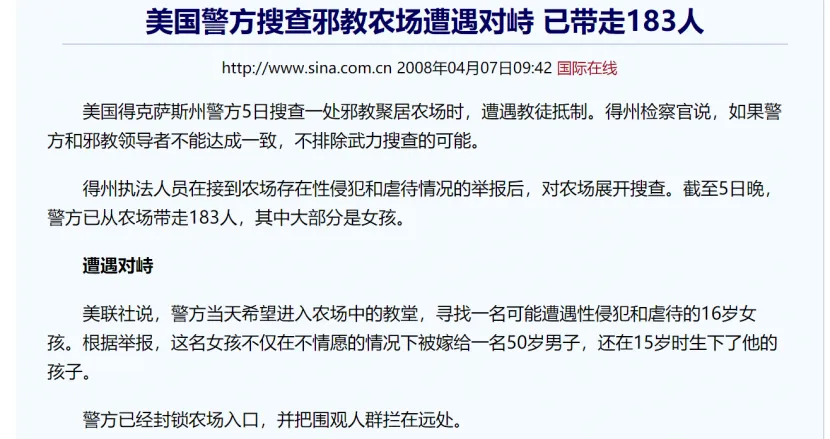 美国警方搜查邪教农场遭遇对峙 已带走183人
http://www.sina.com.cn 2008年04月07日09:42 国际在线
美国得克萨斯州警方5日搜查一处邪教聚居农场时，遭遇教徒抵制。得州检察官说，如果警
方和邪教领导者不能达成一致，不排除武力搜查的可能。
得州执法人员在接到农场存在性侵犯和虐待情况的举报后，对农场展开搜查。截至5日晚，
警方已从农场带走183人，其中大部分是女孩。
遭遇对峙
美联社说，警方当天希望进入农场中的教堂，寻找一名可能遭遇性侵犯和虐待的16岁女
孩。根据举报，这名女孩不仅在不情愿的情况下被嫁给一名50岁男子，还在15岁时生下了他的
孩子。
警方已经封锁农场入口，并把围观人群拦在远处。